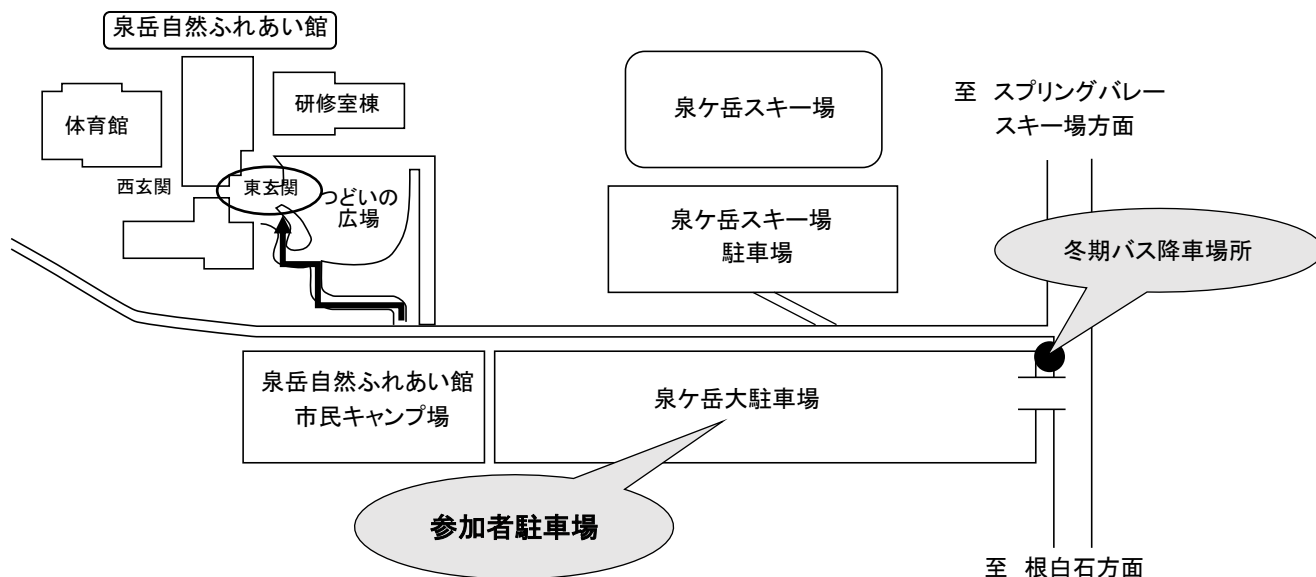 泉岳自然ふれあい館
体育館
研修室棟
西玄関
東玄関
つどいの
広場
泉ケ岳スキー場
泉ケ岳スキー場
駐車場
至 スプリングバレー
スキー場方面
冬期バス降車場所
泉岳自然ふれあい館
市民キャンプ場
泉ケ岳大駐車場
参加者駐車場
至 根白石方面